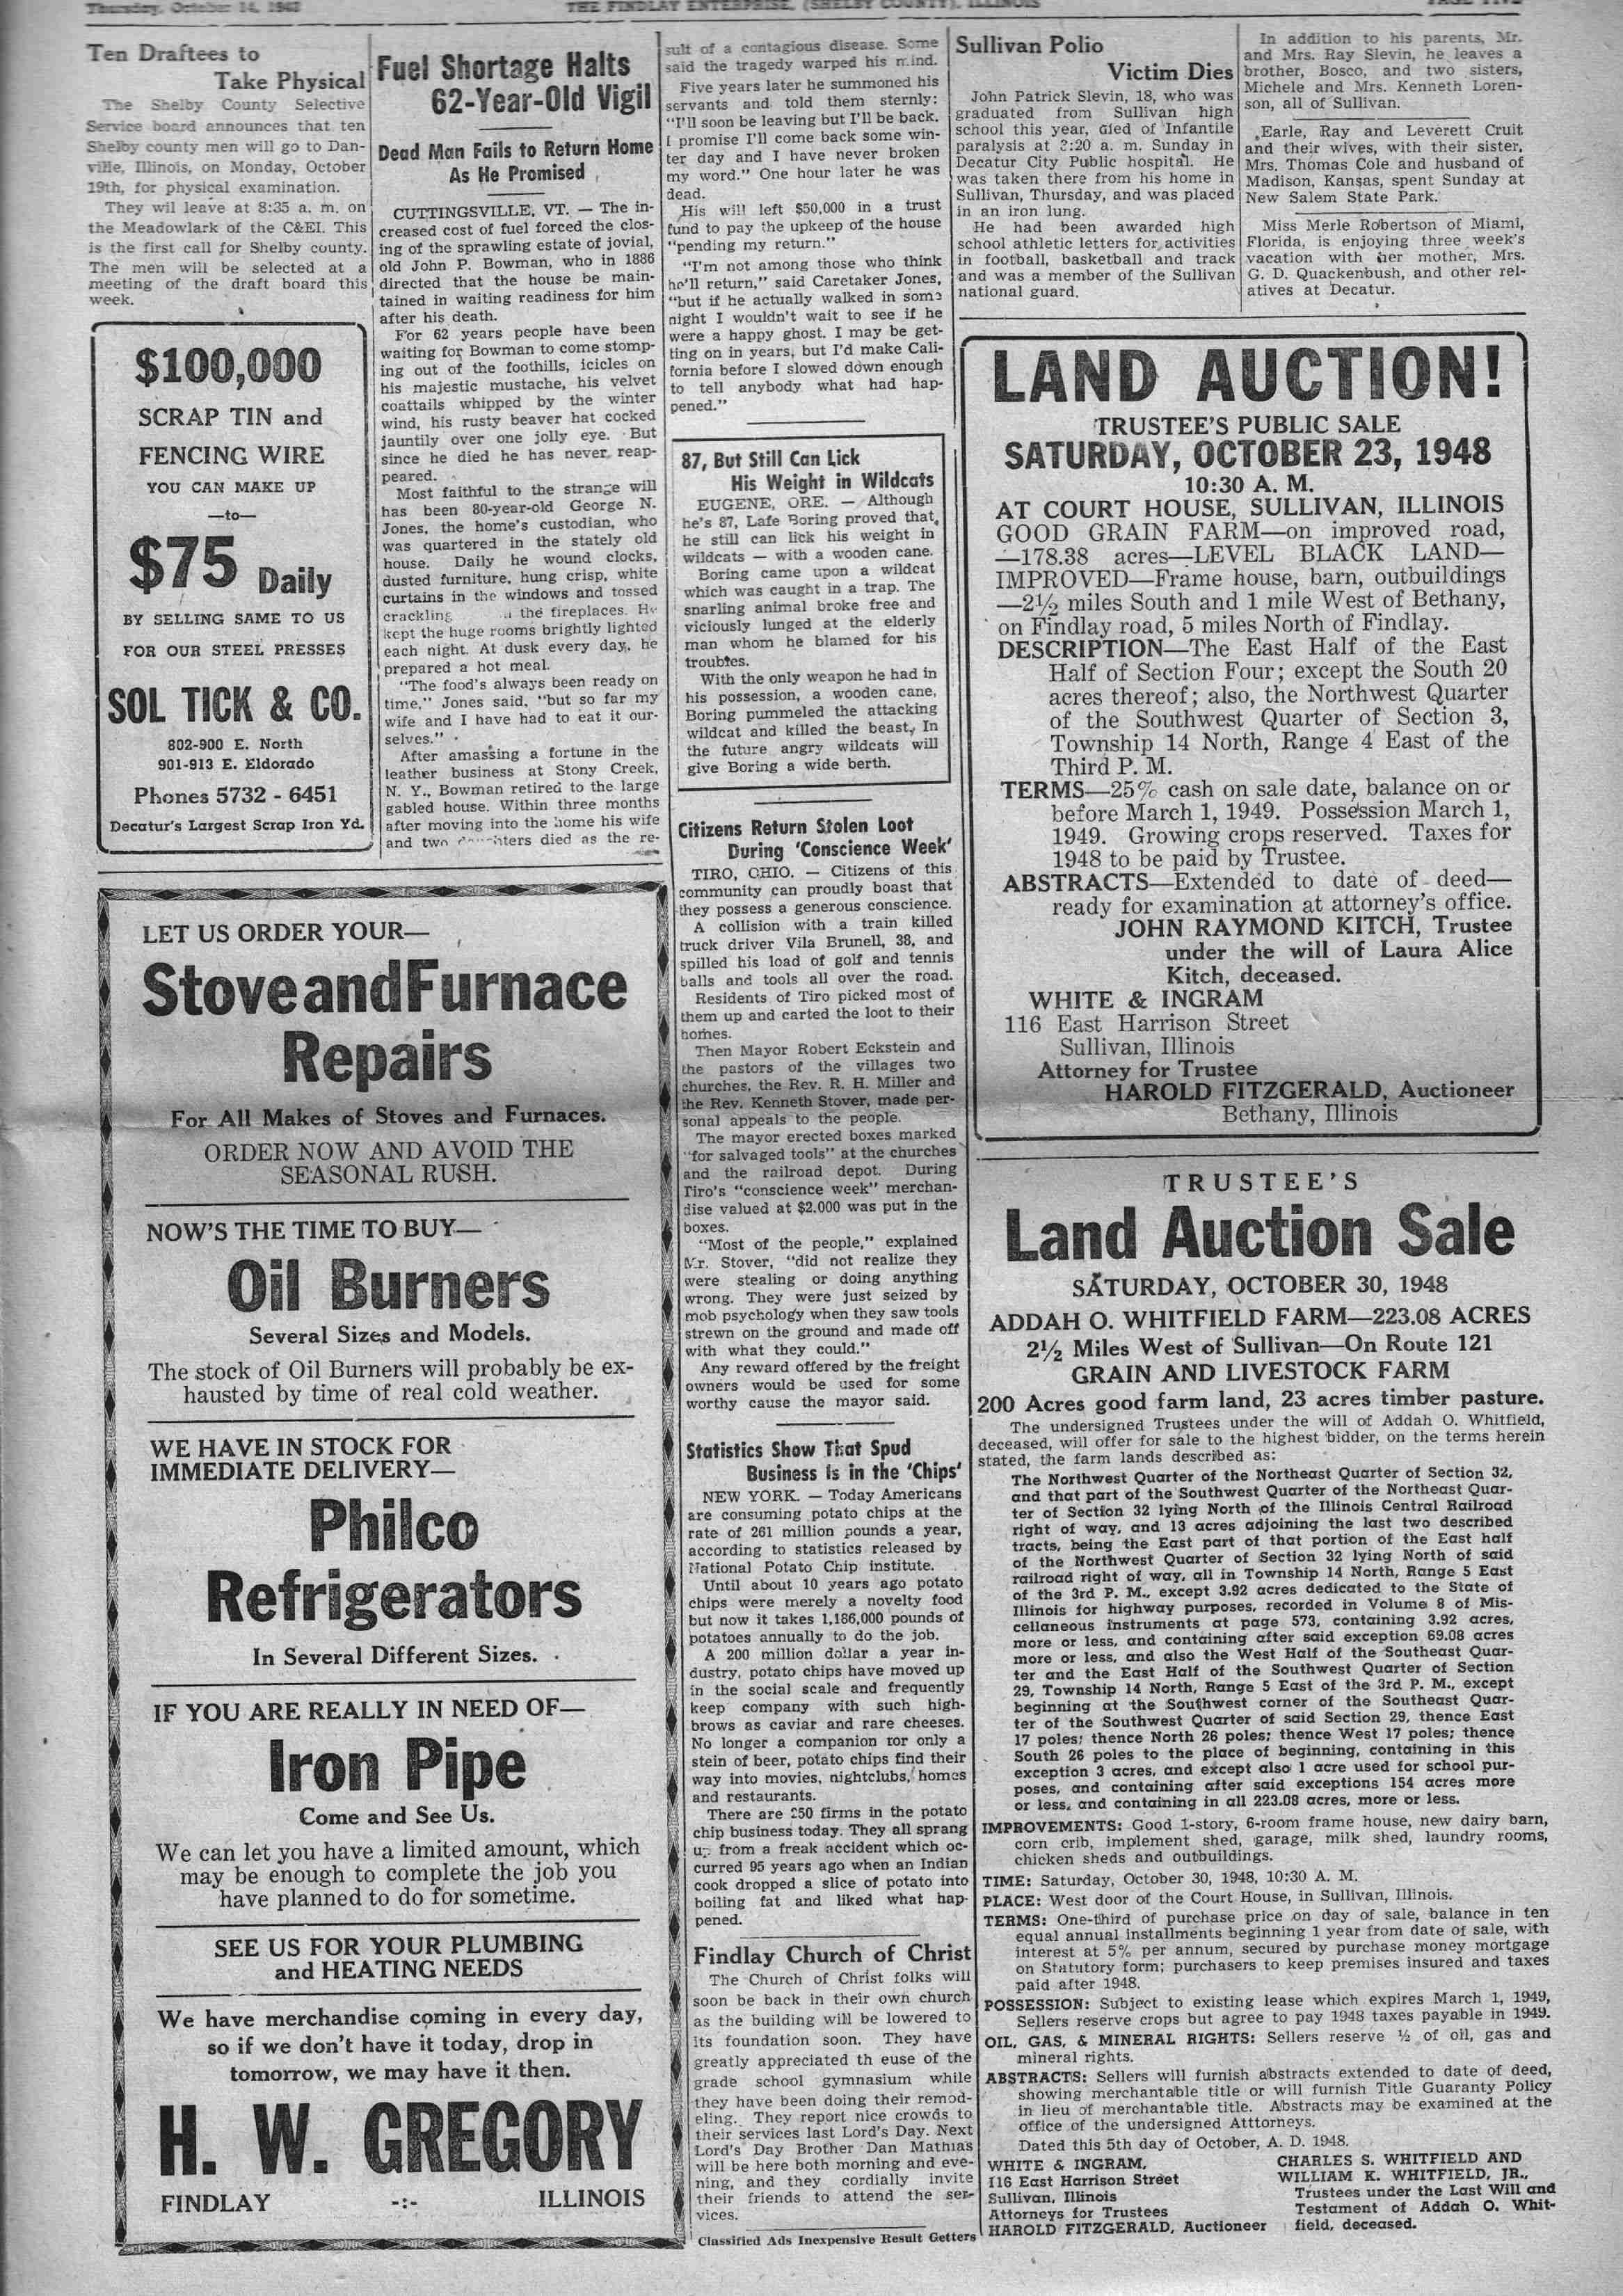 Thursday, October 14, 1948
THE FINDLAY ENTERPRISE, (SHELBY COUNTY), ILLINOIS
PAGE FIVE
Ten Draftees to
Take Physical
The Shelby County Selective
Service board announces that ten
Shelby county men will go to Dan-
ville, Illinois, on Monday, October
19th, for physical examination.
They wil leave at 8:35 a. m. on
the Meadowlark of the C&EI. This
is the first call for Shelby county.
The men will be selected at a
meeting of the draft board this
week.
$100,000
SCRAP TIN and
FENCING WIRE
YOU CAN MAKE UP
—to—
$75 Daily
BY SELLING SAME TO US
FOR OUR STEEL PRESSES
SOL TICK & CO.
802-900 E. North
901-913 E. Eldorado
Phones 5732 - 6451
Decatur's Largest Scrap Iron Yd.
Fuel Shortage Halts
62-Year-Old Vigil
Dead Man Fails to Return Home
As He Promised
CUTTINGSVILLE, VT. — The in-
creased cost of fuel forced the clos-
ing of the sprawling estate of jovial,
old John P. Bowman, who in 1886
directed that the house be main-
tained in waiting readiness for him
after his death.
For 62 years people have been
waiting for Bowman to come stomp-
ing out of the foothills, icicles on
his majestic mustache, his velvet
coattails whipped by the winter
wind, his rusty beaver hat cocked
jauntily over one jolly eye. But
since he died he has never reap-
peared.
Most faithful to the strange will
has been 80-year-old George N.
Jones, the home's custodian, who
was quartered in the stately old
house. Daily he wound clocks,
dusted furniture, hung crisp, white
curtains in the windows and tossed
crackling the fireplaces. He
kept the huge rooms brightly lighted
each night. At dusk every day, he
prepared a hot meal.
"The food's always been ready on
time," Jones said, "but so far my
wife and I have had to eat it our-
selves."
After amassing a fortune in the
leather business at Stony Creek,
N. Y., Bowman retired to the large
gabled house. Within three months
after moving into the home his wife
and two daughters died as the re-
sult of a contagious disease. Some
said the tragedy warped his mind.
Five years later he summoned his
servants and told them sternly:
"I'll soon be leaving but I'll be back.
I promise I'll come back some win-
ter day and I have never broken
my word." One hour later he was
dead.
His will left $50,000 in a trust
fund to pay the upkeep of the house
"pending my return."
"I'm not among those who think
he'll return," said Caretaker Jones,
"but if he actually walked in some
night I wouldn't wait to see if he
were a happy ghost. I may be get-
ting on in years, but I'd make Cali-
fornia before I slowed down enough
to tell anybody what had hap-
pened."
87, But Still Can Lick
His Weight in Wildcats
EUGENE, ORE. — Although
he's 87, Lafe Boring proved that
he still can lick his weight in
wildcats — with a wooden cane.
Boring came upon a wildcat
which was caught in a trap. The
snarling animal broke free and
viciously lunged at the elderly
man whom he blamed for his
troubles.
With the only weapon he had in
his possession, a wooden cane,
Boring pummeled the attacking
wildcat and killed the beast. In
the future angry wildcats will
give Boring a wide berth.
Citizens Return Stolen Loot
During 'Conscience Week'
TIRO, OHIO. — Citizens of this
community can proudly boast that
they possess a generous conscience.
A collision with a train killed
truck driver Vila Brunell, 38, and
spilled his load of golf and tennis
balls and tools all over the road.
Residents of Tiro picked most of
them up and carted the loot to their
homes.
Then Mayor Robert Eckstein and
the pastors of the villages two
churches, the Rev. R. H. Miller and
the Rev. Kenneth Stover, made per-
sonal appeals to the people.
The mayor erected boxes marked
"for salvaged tools" at the churches
and the railroad depot. During
Tiro's "conscience week" merchan-
dise valued at $2,000 was put in the
boxes.
"Most of the people," explained
Mr. Stover, "did not realize they
were stealing or doing anything
wrong. They were just seized by
mob psychology when they saw tools
strewn on the ground and made off
with what they could."
Any reward offered by the freight
owners would be used for some
worthy cause the mayor said.
Statistics Show That Spud
Business Is in the 'Chips'
NEW YORK. — Today Americans
are consuming potato chips at the
rate of 261 million pounds a year,
according to statistics released by
National Potato Chip institute.
Until about 10 years ago potato
chips were merely a novelty food
but now it takes 1,186,000 pounds of
potatoes annually to do the job.
A 200 million dollar a year in-
dustry, potato chips have moved up
in the social scale and frequently
keep company with such high-
brows as caviar and rare cheeses.
No longer a companion for only a
stein of beer, potato chips find their
way into movies, nightclubs, homes
and restaurants.
There are 250 firms in the potato
chip business today. They all sprang
up from a freak accident which oc-
curred 95 years ago when an Indian
cook dropped a slice of potato into
boiling fat and liked what hap-
pened.
Findlay Church of Christ
The Church of Christ folks will
soon be back in their own church
as the building will be lowered to
its foundation soon. They have
greatly appreciated th euse of the
grade school gymnasium while
they have been doing their remod-
eling. They report nice crowds to
their services last Lord's Day. Next
Lord's Day Brother Dan Mathias
will be here both morning and eve-
ning, and they cordially invite
their friends to attend the ser-
vices.
Classified Ads Inexpensive Result Getters
Sullivan Polio
Victim Dies
John Patrick Slevin, 18, who was
graduated from Sullivan high
school this year, died of Infantile
paralysis at 2:20 a. m. Sunday in
Decatur City Public hospital. He
was taken there from his home in
Sullivan, Thursday, and was placed
in an iron lung.
He had been awarded high
school athletic letters for activities
in football, basketball and track
and was a member of the Sullivan
national guard.
In addition to his parents, Mr.
and Mrs. Ray Slevin, he leaves a
brother, Bosco, and two sisters,
Michele and Mrs. Kenneth Loren-
son, all of Sullivan.
Earle, Ray and Leverett Cruit
and their wives, with their sister,
Mrs. Thomas Cole and husband of
Madison, Kansas, spent Sunday at
New Salem State Park.
Miss Merle Robertson of Miami,
Florida, is enjoying three week's
vacation with her mother, Mrs.
G. D. Quackenbush, and other rel-
atives at Decatur.
LAND AUCTION!
TRUSTEE'S PUBLIC SALE
SATURDAY, OCTOBER 23, 1948
10:30 A. M.
AT COURT HOUSE, SULLIVAN, ILLINOIS
GOOD GRAIN FARM—on improved road,
—178.38 acres—LEVEL BLACK LAND—
IMPROVED—Frame house, barn, outbuildings
—2½ miles South and 1 mile West of Bethany,
on Findlay road, 5 miles North of Findlay.
DESCRIPTION—The East Half of the East
Half of Section Four; except the South 20
acres thereof; also, the Northwest Quarter
of the Southwest Quarter of Section 3,
Township 14 North, Range 4 East of the
Third P. M.
TERMS—25% cash on sale date, balance on or
before March 1, 1949. Possession March 1,
1949. Growing crops reserved. Taxes for
1948 to be paid by Trustee.
ABSTRACTS—Extended to date of deed—
ready for examination at attorney's office.
JOHN RAYMOND KITCH, Trustee
under the will of Laura Alice
Kitch, deceased.
WHITE & INGRAM
116 East Harrison Street
Sullivan, Illinois
Attorney for Trustee
HAROLD FITZGERALD, Auctioneer
Bethany, Illinois
TRUSTEE'S
Land Auction Sale
SATURDAY, OCTOBER 30, 1948
ADDAH O. WHITFIELD FARM—223.08 ACRES
2½ Miles West of Sullivan—On Route 121
GRAIN AND LIVESTOCK FARM
200 Acres good farm land, 23 acres timber pasture.
The undersigned Trustees under the will of Addah O. Whitfield,
deceased, will offer for sale to the highest bidder, on the terms herein
stated, the farm lands described as:
The Northwest Quarter of the Northeast Quarter of Section 32,
and that part of the Southwest Quarter of the Northeast Quar-
ter of Section 32 lying North of the Illinois Central Railroad
right of way, and 13 acres adjoining the last two described
tracts, being the East part of that portion of the East half
of the Northwest Quarter of Section 32 lying North of said
railroad right of way, all in Township 14 North, Range 5 East
of the 3rd P. M., except 3.92 acres dedicated to the State of
Illinois for highway purposes, recorded in Volume 8 of Mis-
cellaneous instruments at page 573, containing 3.92 acres,
more or less, and containing after said exception 69.08 acres
more or less, and also the West Half of the Southeast Quar-
ter and the East Half of the Southwest Quarter of Section
29, Township 14 North, Range 5 East of the 3rd P. M., except
beginning at the Southwest corner of the Southeast Quar-
ter of the Southwest Quarter of said Section 29, thence East
17 poles; thence North 26 poles; thence West 17 poles; thence
South 26 poles to the place of beginning, containing in this
exception 3 acres, and except also 1 acre used for school pur-
poses, and containing after said exceptions 154 acres more
or less, and containing in all 223.08 acres, more or less.
IMPROVEMENTS: Good 1-story, 6-room frame house, new dairy barn,
corn crib, implement shed, garage, milk shed, laundry rooms,
chicken sheds and outbuildings.
TIME: Saturday, October 30, 1948, 10:30 A. M.
PLACE: West door of the Court House, in Sullivan, Illinois.
TERMS: One-third of purchase price on day of sale, balance in ten
equal annual installments beginning 1 year from date of sale, with
interest at 5% per annum, secured by purchase money mortgage
on Statutory form; purchasers to keep premises insured and taxes
paid after 1948.
POSSESSION: Subject to existing lease which expires March 1, 1949,
Sellers reserve crops but agree to pay 1948 taxes payable in 1949.
OIL, GAS, & MINERAL RIGHTS: Sellers reserve ½ of oil, gas and
mineral rights.
ABSTRACTS: Sellers will furnish abstracts extended to date of deed,
showing merchantable title or will furnish Title Guaranty Policy
in lieu of merchantable title. Abstracts may be examined at the
office of the undersigned Atttorneys.
Dated this 5th day of October, A. D. 1948.
WHITE & INGRAM,
116 East Harrison Street
Sullivan, Illinois
Attorneys for Trustees
HAROLD FITZGERALD, Auctioneer
CHARLES S. WHITFIELD AND
WILLIAM K. WHITFIELD, JR.,
Trustees under the Last Will and
Testament of Addah O. Whit-
field, deceased.
LET US ORDER YOUR—
Stove and Furnace
Repairs
For All Makes of Stoves and Furnaces.
ORDER NOW AND AVOID THE
SEASONAL RUSH.
NOW'S THE TIME TO BUY—
Oil Burners
Several Sizes and Models.
The stock of Oil Burners will probably be ex-
hausted by time of real cold weather.
WE HAVE IN STOCK FOR
IMMEDIATE DELIVERY—
Philco
Refrigerators
In Several Different Sizes.
IF YOU ARE REALLY IN NEED OF—
Iron Pipe
Come and See Us.
We can let you have a limited amount, which
may be enough to complete the job you
have planned to do for sometime.
SEE US FOR YOUR PLUMBING
and HEATING NEEDS
We have merchandise coming in every day,
so if we don't have it today, drop in
tomorrow, we may have it then.
H. W. GREGORY
FINDLAY -:- ILLINOIS